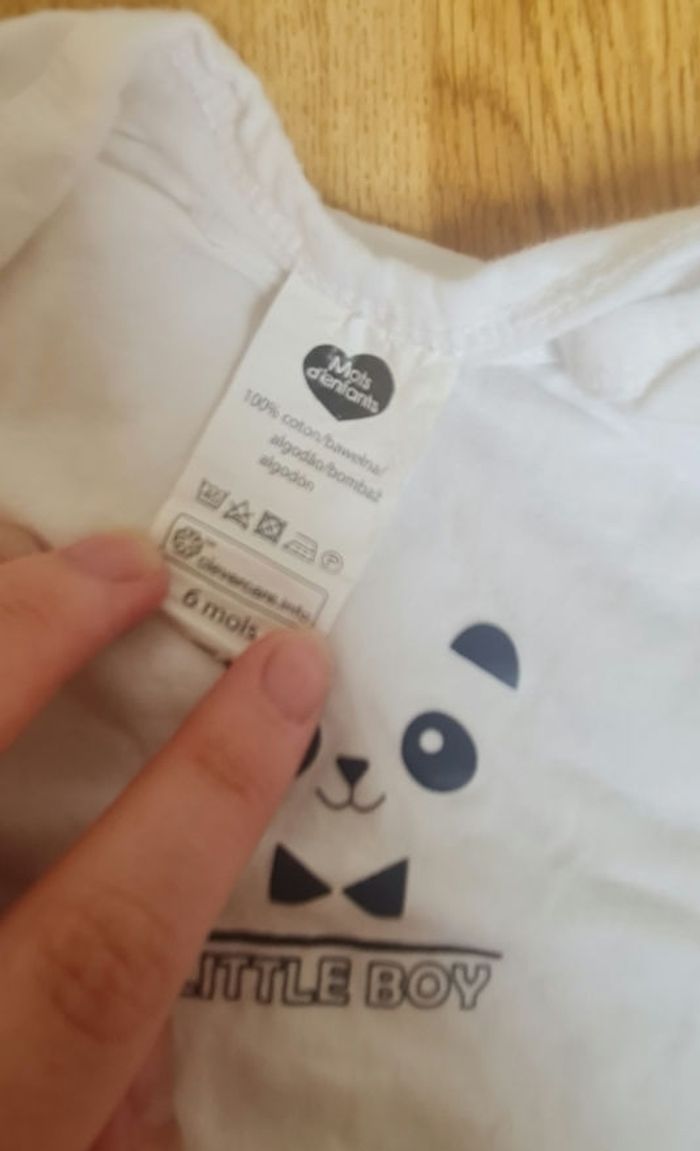 Mots
d'enfants
100% coton/bawełna/
algodão/bombaž
algodón
clevercare.info
6 mois
LITTLE BOY